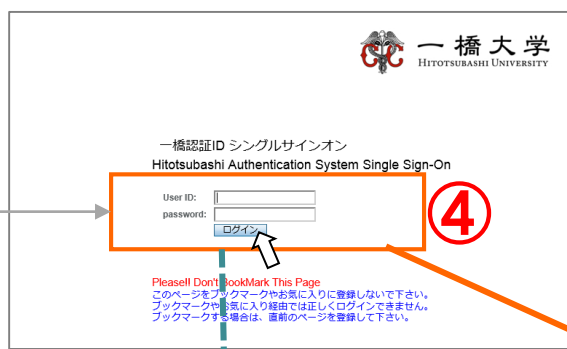 一橋大学
HITOTSUBASHI UNIVERSITY
一橋認証ID シングルサインオン
Hitotsubashi Authentication System Single Sign-On
User ID:
password:
ログイン
④
Please!! Don't BookMark This Page
このページをブックマークやお気に入りに登録しないで下さい。
ブックマークやお気に入り経由では正しくログインできません。
ブックマークする場合は、直前のページを登録して下さい。